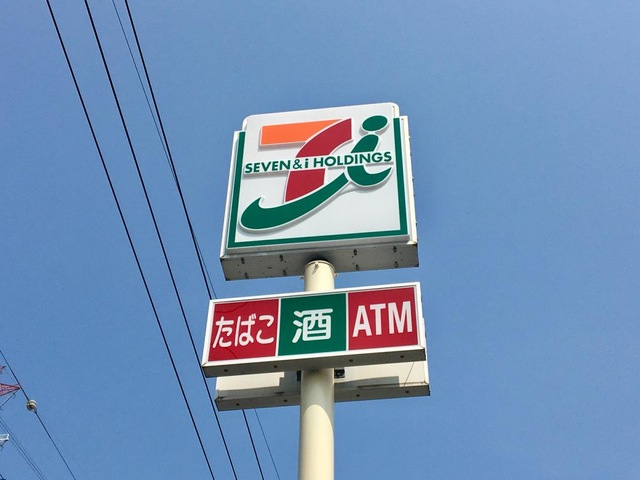 SEVEN & i HOLDINGS
たばこ 酒 ATM